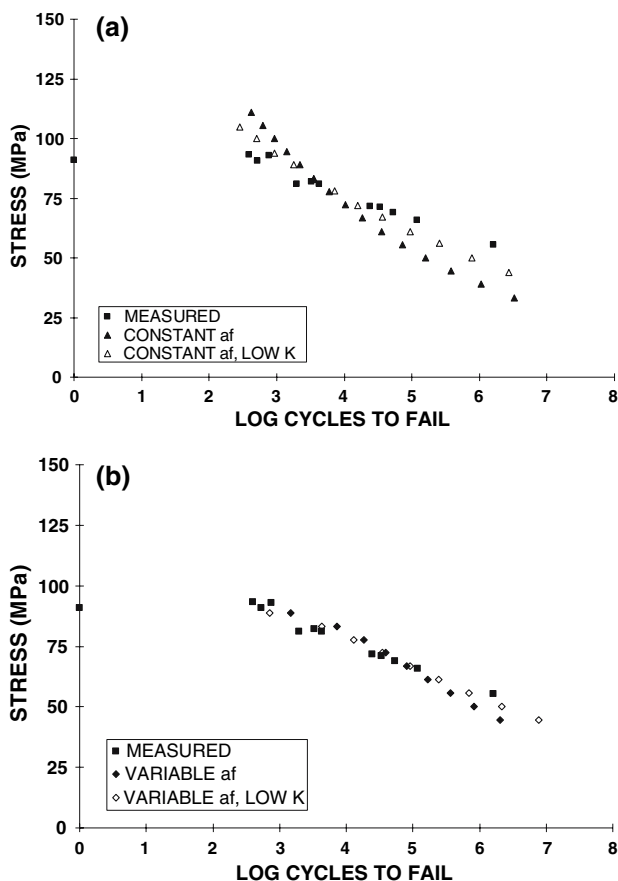 (a)
150
125
100
75
50
25
0
STRESS (MPa)
MEASURED
CONSTANT af
CONSTANT af, LOW K
0 1 2 3 4 5 6 7 8
LOG CYCLES TO FAIL
(b)
150
125
100
75
50
25
0
STRESS (MPa)
MEASURED
VARIABLE af
VARIABLE af, LOW K
0 1 2 3 4 5 6 7 8
LOG CYCLES TO FAIL